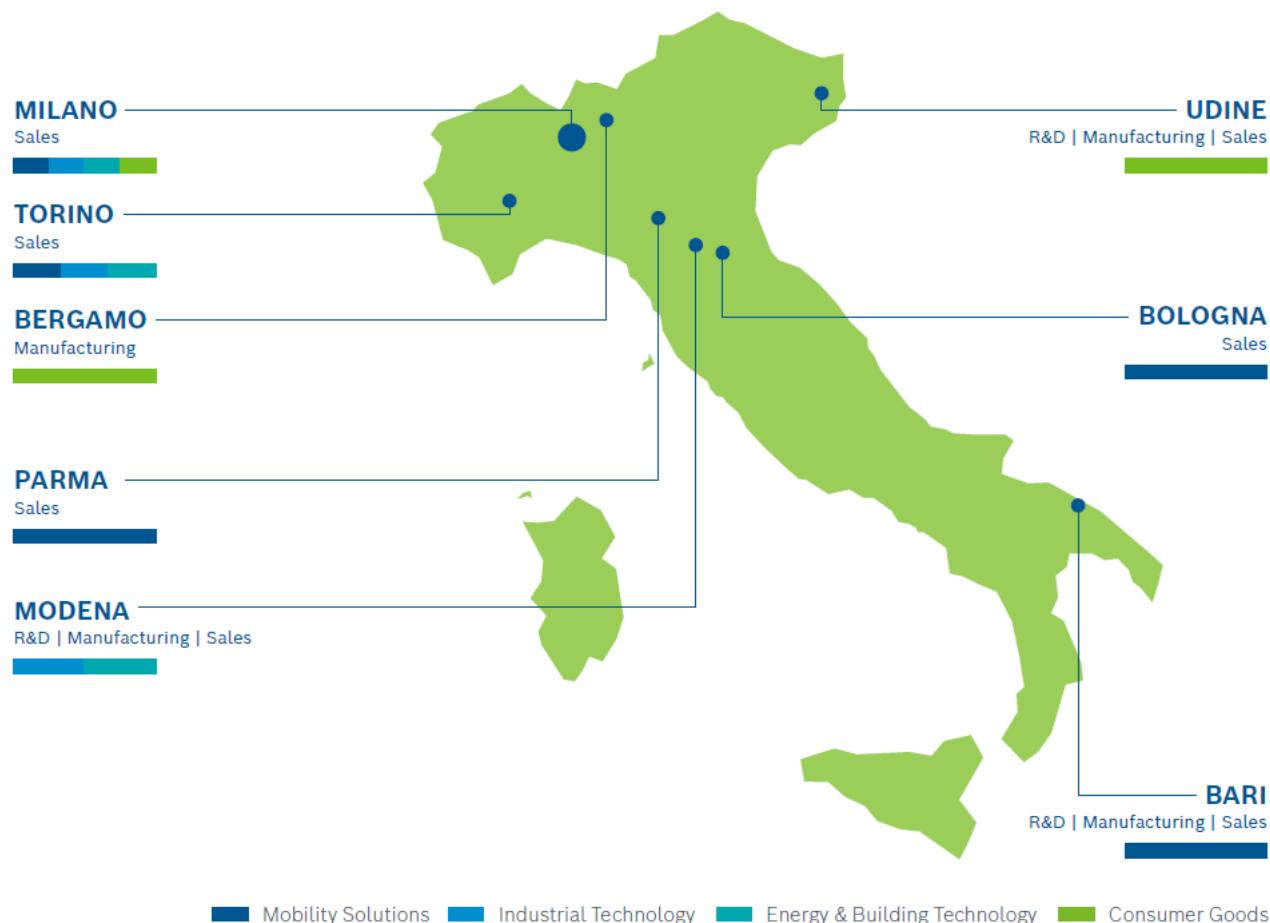 MILANO
Sales
TORINO
Sales
BERGAMO
Manufacturing
PARMA
Sales
MODENA
R&D | Manufacturing | Sales
UDINE
R&D | Manufacturing | Sales
BOLOGNA
Sales
BARI
R&D | Manufacturing | Sales
Mobility Solutions Industrial Technology Energy & Building Technology Consumer Goods